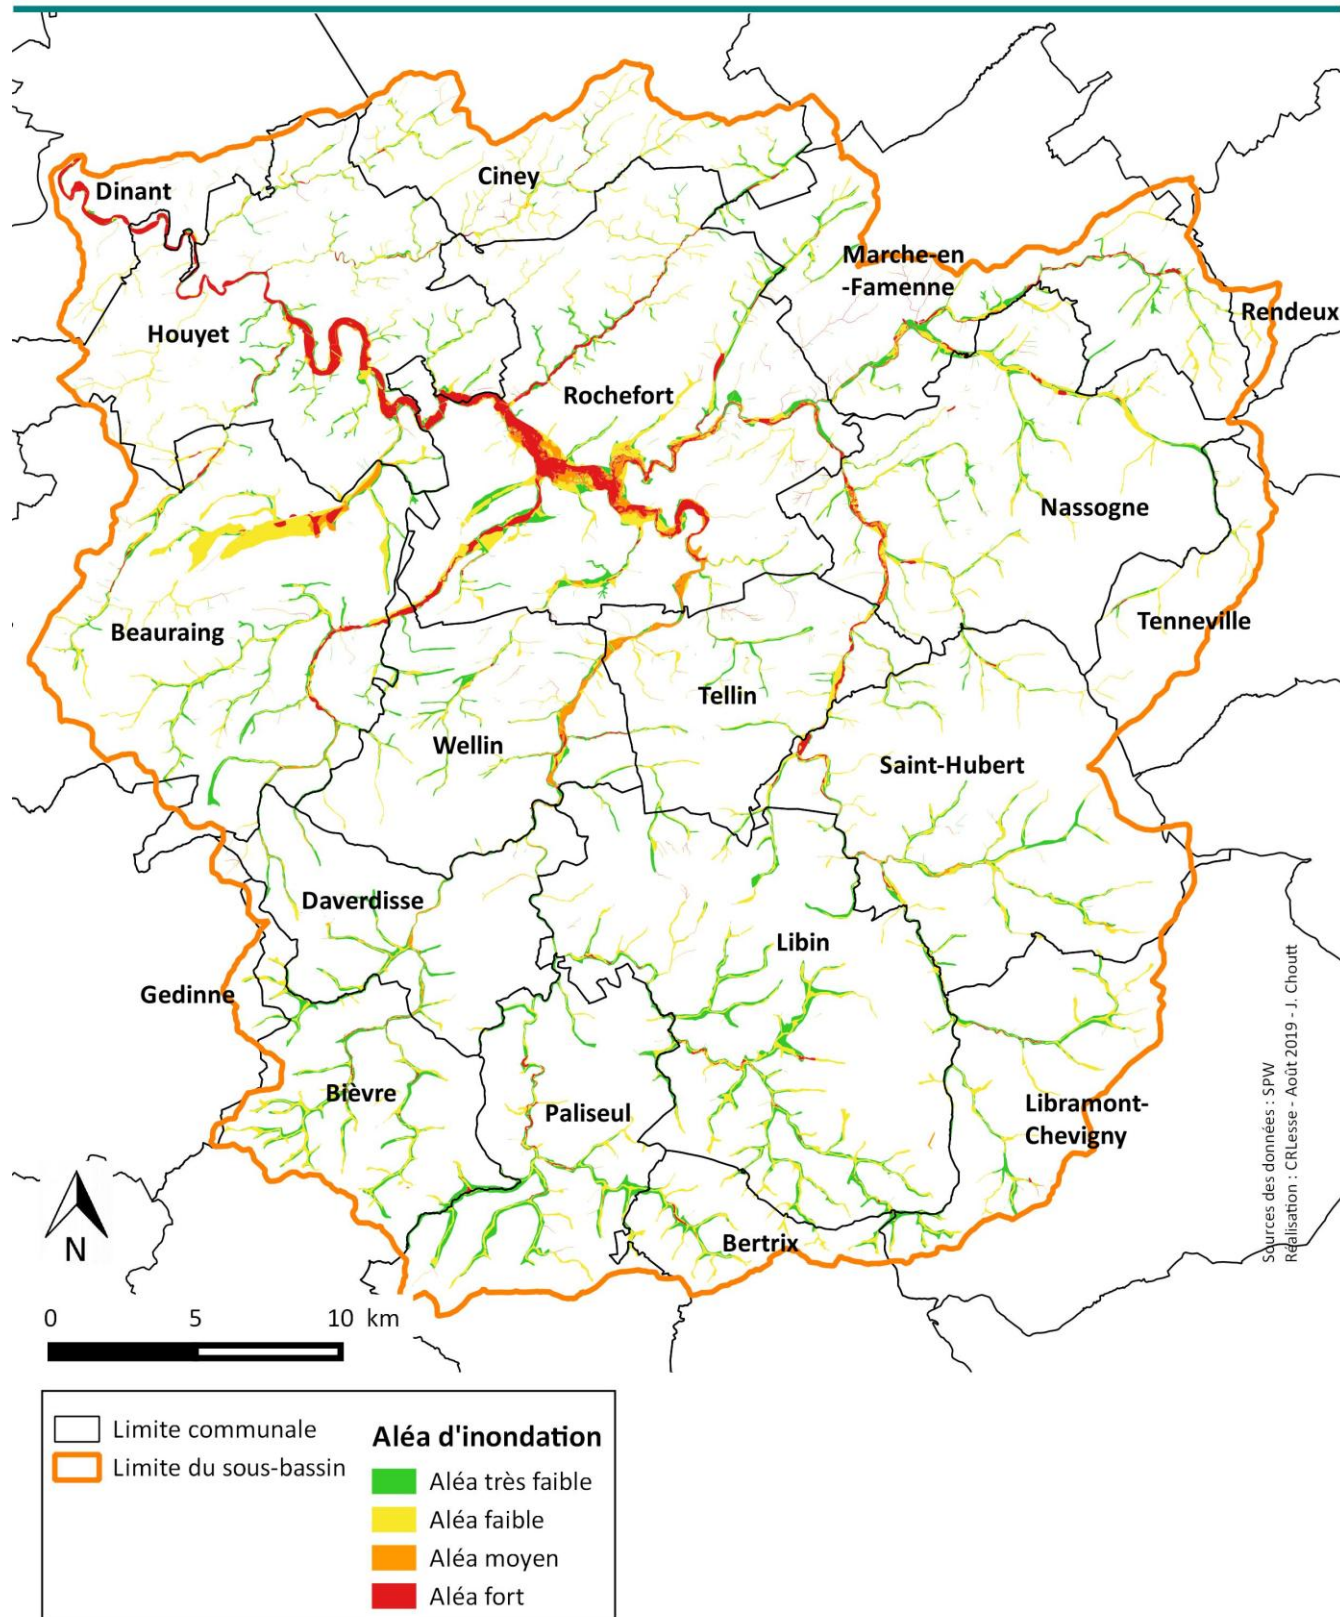 Dinant
Ciney
Marche-en
-Famenne
Rendeux
Houyet
Rochefort
Nassogne
Beauraing
Tenneville
Tellin
Wellin
Saint-Hubert
Daverdisse
Libin
Gedinne
Bièvre
Paliseul
Libramont-
Chevigny
Bertrix
Sources des données : SPW
Réalisation : CRLesse - Août 2019 - J. Choutt
N
0 5 10 km
Limite communale
Limite du sous-bassin
Aléa d'inondation
Aléa très faible
Aléa faible
Aléa moyen
Aléa fort